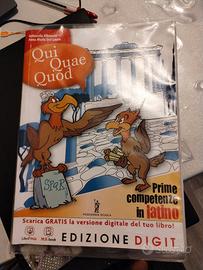 Qui
Quae
Quod
SPQR
Prime
competenze
in latino
Scarica GRATIS la versione digitale del tuo libro!
EDIZIONE DIGIT